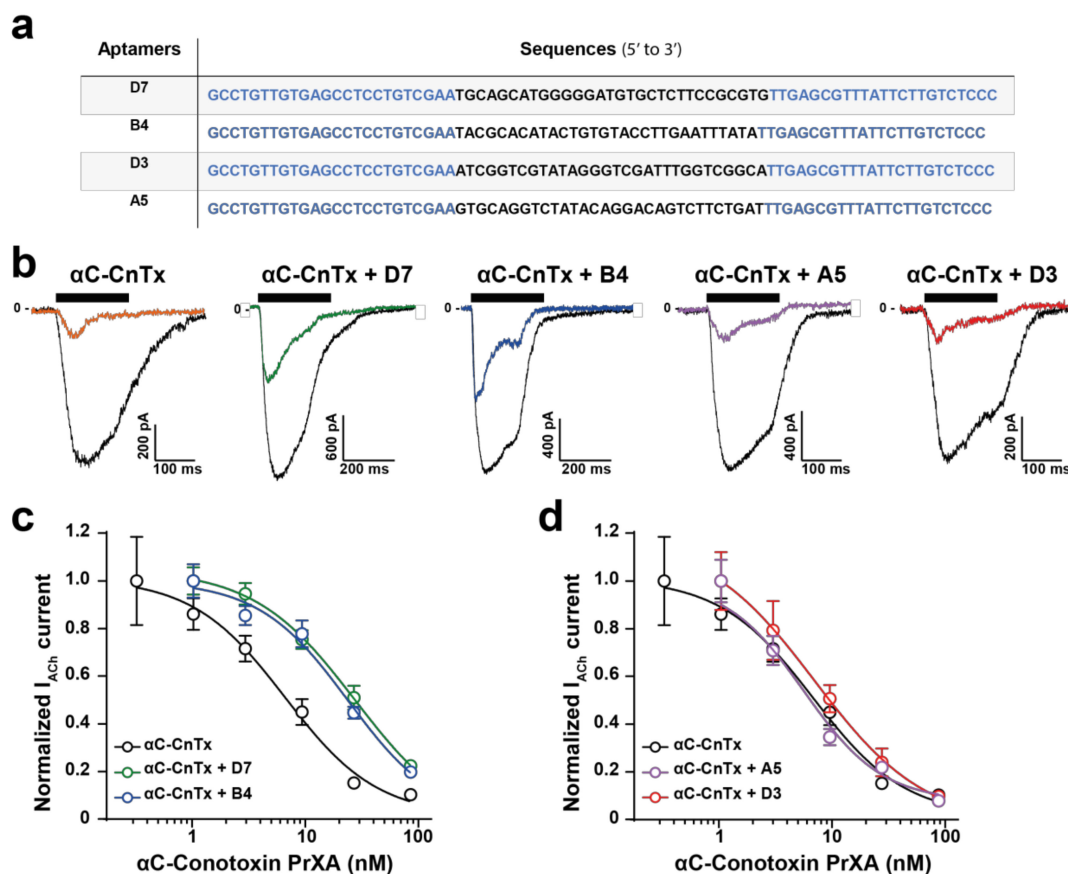 a
Aptamers Sequences (5' to 3')
D7 GCCTGTTGTGAGCCTCCTGTCGAATGCAGCATGGGGGATGTGCTCTTCCGCGTGTTGAGCGTTTATTCTTGTCTCCC
B4 GCCTGTTGTGAGCCTCCTGTCGAATACGCACATACTGTGTACCTTGAATTTATATTGAGCGTTTATTCTTGTCTCCC
D3 GCCTGTTGTGAGCCTCCTGTCGAAATCGGTCGTATAGGGTCGATTTGGTCGGCATTGAGCGTTTATTCTTGTCTCCC
A5 GCCTGTTGTGAGCCTCCTGTCGAAGTGCAGGTCTATACAGGACAGTCTTCTGATTTGAGCGTTTATTCTTGTCTCCC
b
αC-CnTx αC-CnTx + D7 αC-CnTx + B4 αC-CnTx + A5 αC-CnTx + D3
0 - 0 - 0 - 0 - 0 -
200 pA 600 pA 400 pA 400 pA 200 pA
100 ms 200 ms 200 ms 100 ms 100 ms
c
Normalized IACh current
1.2
1.0
0.8
0.6
0.4
0.2
0
αC-CnTx
αC-CnTx + D7
αC-CnTx + B4
1 10 100
αC-Conotoxin PrXA (nM)
d
Normalized IACh current
1.2
1.0
0.8
0.6
0.4
0.2
0
αC-CnTx
αC-CnTx + A5
αC-CnTx + D3
1 10 100
αC-Conotoxin PrXA (nM)